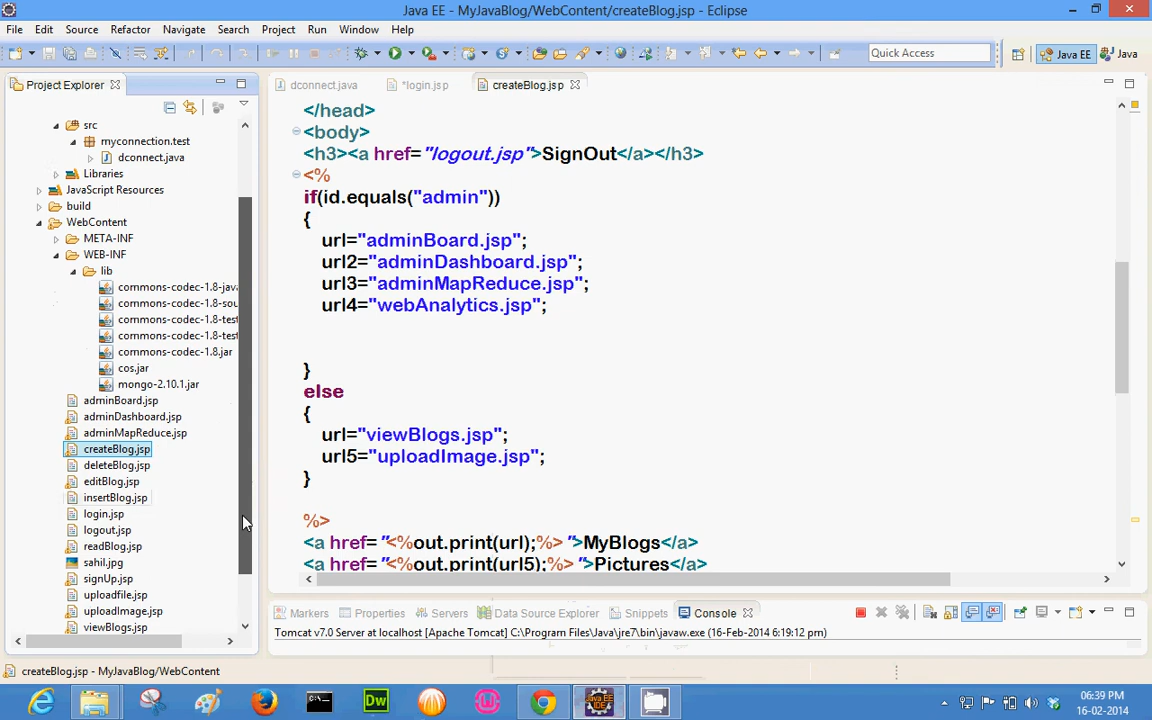 Java EE - MyJavaBlog/WebContent/createBlog.jsp - Eclipse
File Edit Source Refactor Navigate Search Project Run Window Help
Quick Access
Java EE
Java
Project Explorer
src
myconnection.test
dconnect.java
Libraries
JavaScript Resources
build
WebContent
META-INF
WEB-INF
lib
commons-codec-1.8-java
commons-codec-1.8-sou
commons-codec-1.8-test
commons-codec-1.8-test
commons-codec-1.8.jar
cos.jar
mongo-2.10.1.jar
adminBoard.jsp
adminDashboard.jsp
adminMapReduce.jsp
createBlog.jsp
deleteBlog.jsp
editBlog.jsp
insertBlog.jsp
login.jsp
logout.jsp
readBlog.jsp
sahil.jpg
signUp.jsp
uploadfile.jsp
uploadImage.jsp
viewBlogs.jsp
dconnect.java
*login.jsp
createBlog.jsp
</head>
<body>
<h3><a href="logout.jsp">SignOut</a></h3>
<%
if(id.equals("admin"))
{
url="adminBoard.jsp";
url2="adminDashboard.jsp";
url3="adminMapReduce.jsp";
url4="webAnalytics.jsp";
}
else
{
url="viewBlogs.jsp";
url5="uploadImage.jsp";
}
%>
<a href="<%out.print(url);%> ">MyBlogs</a>
<a href="<%out.print(url5);%> ">Pictures</a>
Markers
Properties
Servers
Data Source Explorer
Snippets
Console
Tomcat v7.0 Server at localhost [Apache Tomcat] C:\Program Files\Java\jre7\bin\javaw.exe (16-Feb-2014 6:19:12 pm)
createBlog.jsp - MyJavaBlog/WebContent
Dw
Java EE
IDE
06:39 PM
16-02-2014